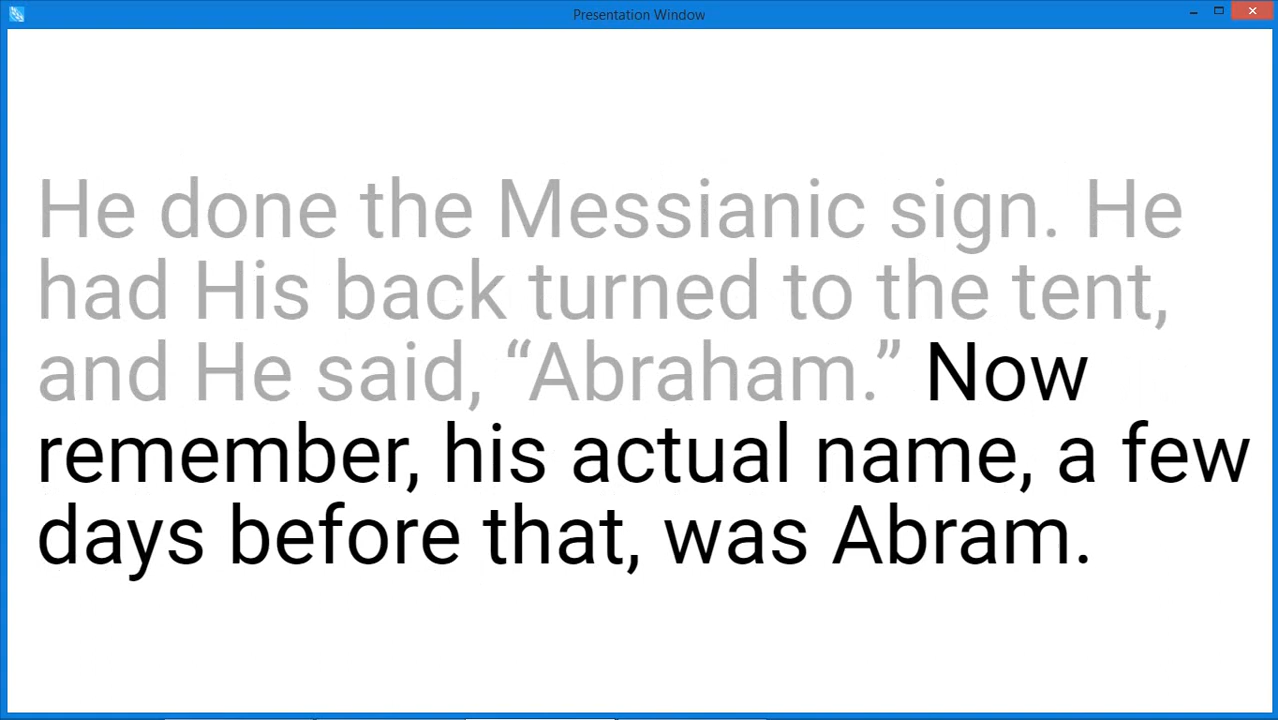 Presentation Window
He done the Messianic sign. He
had His back turned to the tent,
and He said, “Abraham.” Now
remember, his actual name, a few
days before that, was Abram.